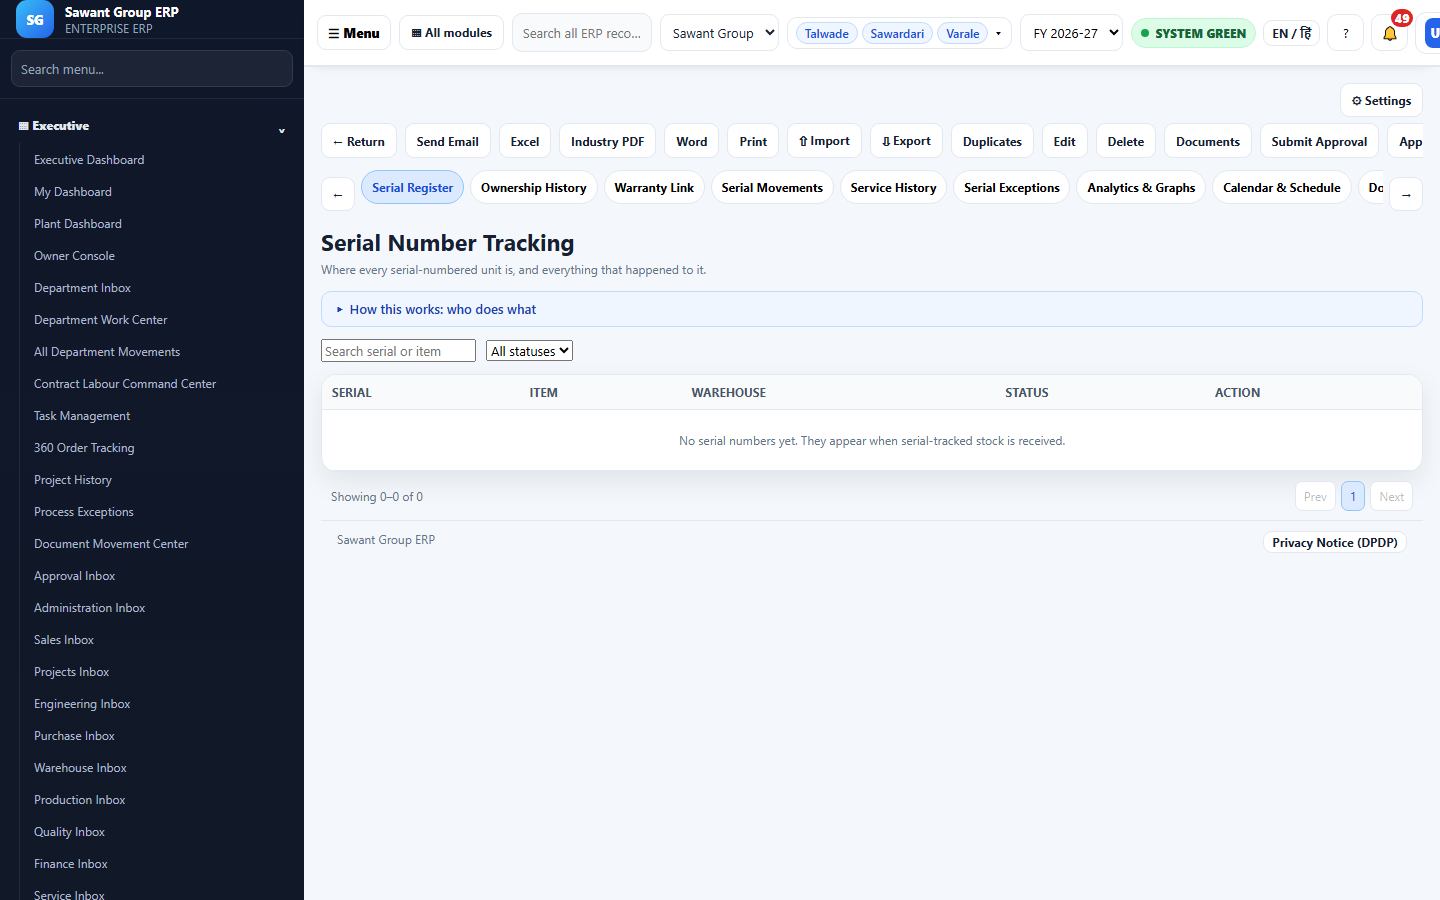 SG
Sawant Group ERP
ENTERPRISE ERP
Search menu...
Executive
Executive Dashboard
My Dashboard
Plant Dashboard
Owner Console
Department Inbox
Department Work Center
All Department Movements
Contract Labour Command Center
Task Management
360 Order Tracking
Project History
Process Exceptions
Document Movement Center
Approval Inbox
Administration Inbox
Sales Inbox
Projects Inbox
Engineering Inbox
Purchase Inbox
Warehouse Inbox
Production Inbox
Quality Inbox
Finance Inbox
Service Inbox
☰ Menu
All modules
Search all ERP reco...
Sawant Group
Talwade Sawardari Varale
FY 2026-27
SYSTEM GREEN
EN / हिं
?
49
U
⚙ Settings
← Return Send Email Excel Industry PDF Word Print ⇧ Import ⇩ Export Duplicates Edit Delete Documents Submit Approval App
← Serial Register Ownership History Warranty Link Serial Movements Service History Serial Exceptions Analytics & Graphs Calendar & Schedule Do →
Serial Number Tracking
Where every serial-numbered unit is, and everything that happened to it.
▸ How this works: who does what
Search serial or item All statuses
SERIAL ITEM WAREHOUSE STATUS ACTION
No serial numbers yet. They appear when serial-tracked stock is received.
Showing 0–0 of 0 Prev 1 Next
Sawant Group ERP Privacy Notice (DPDP)